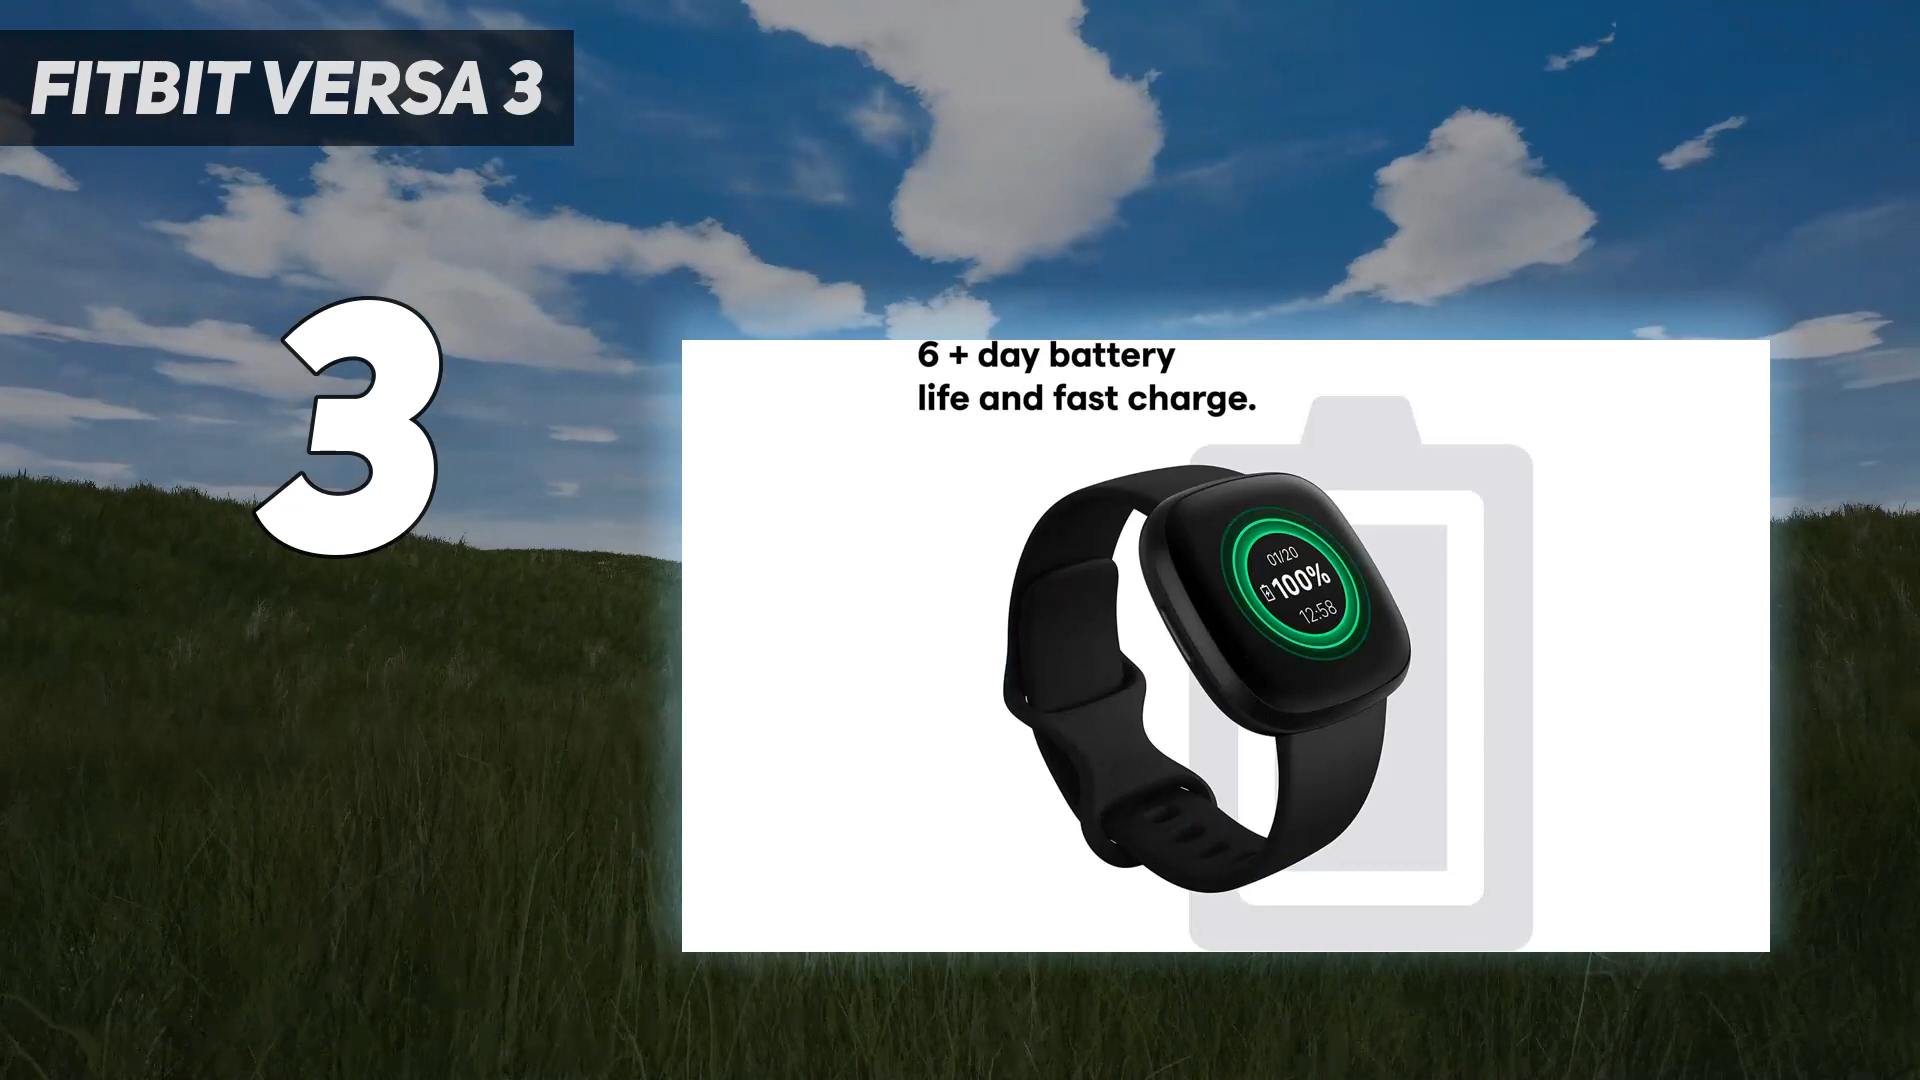 FITBIT VERSA 3
3
6 + day battery
life and fast charge.
01/20
100%
12:58